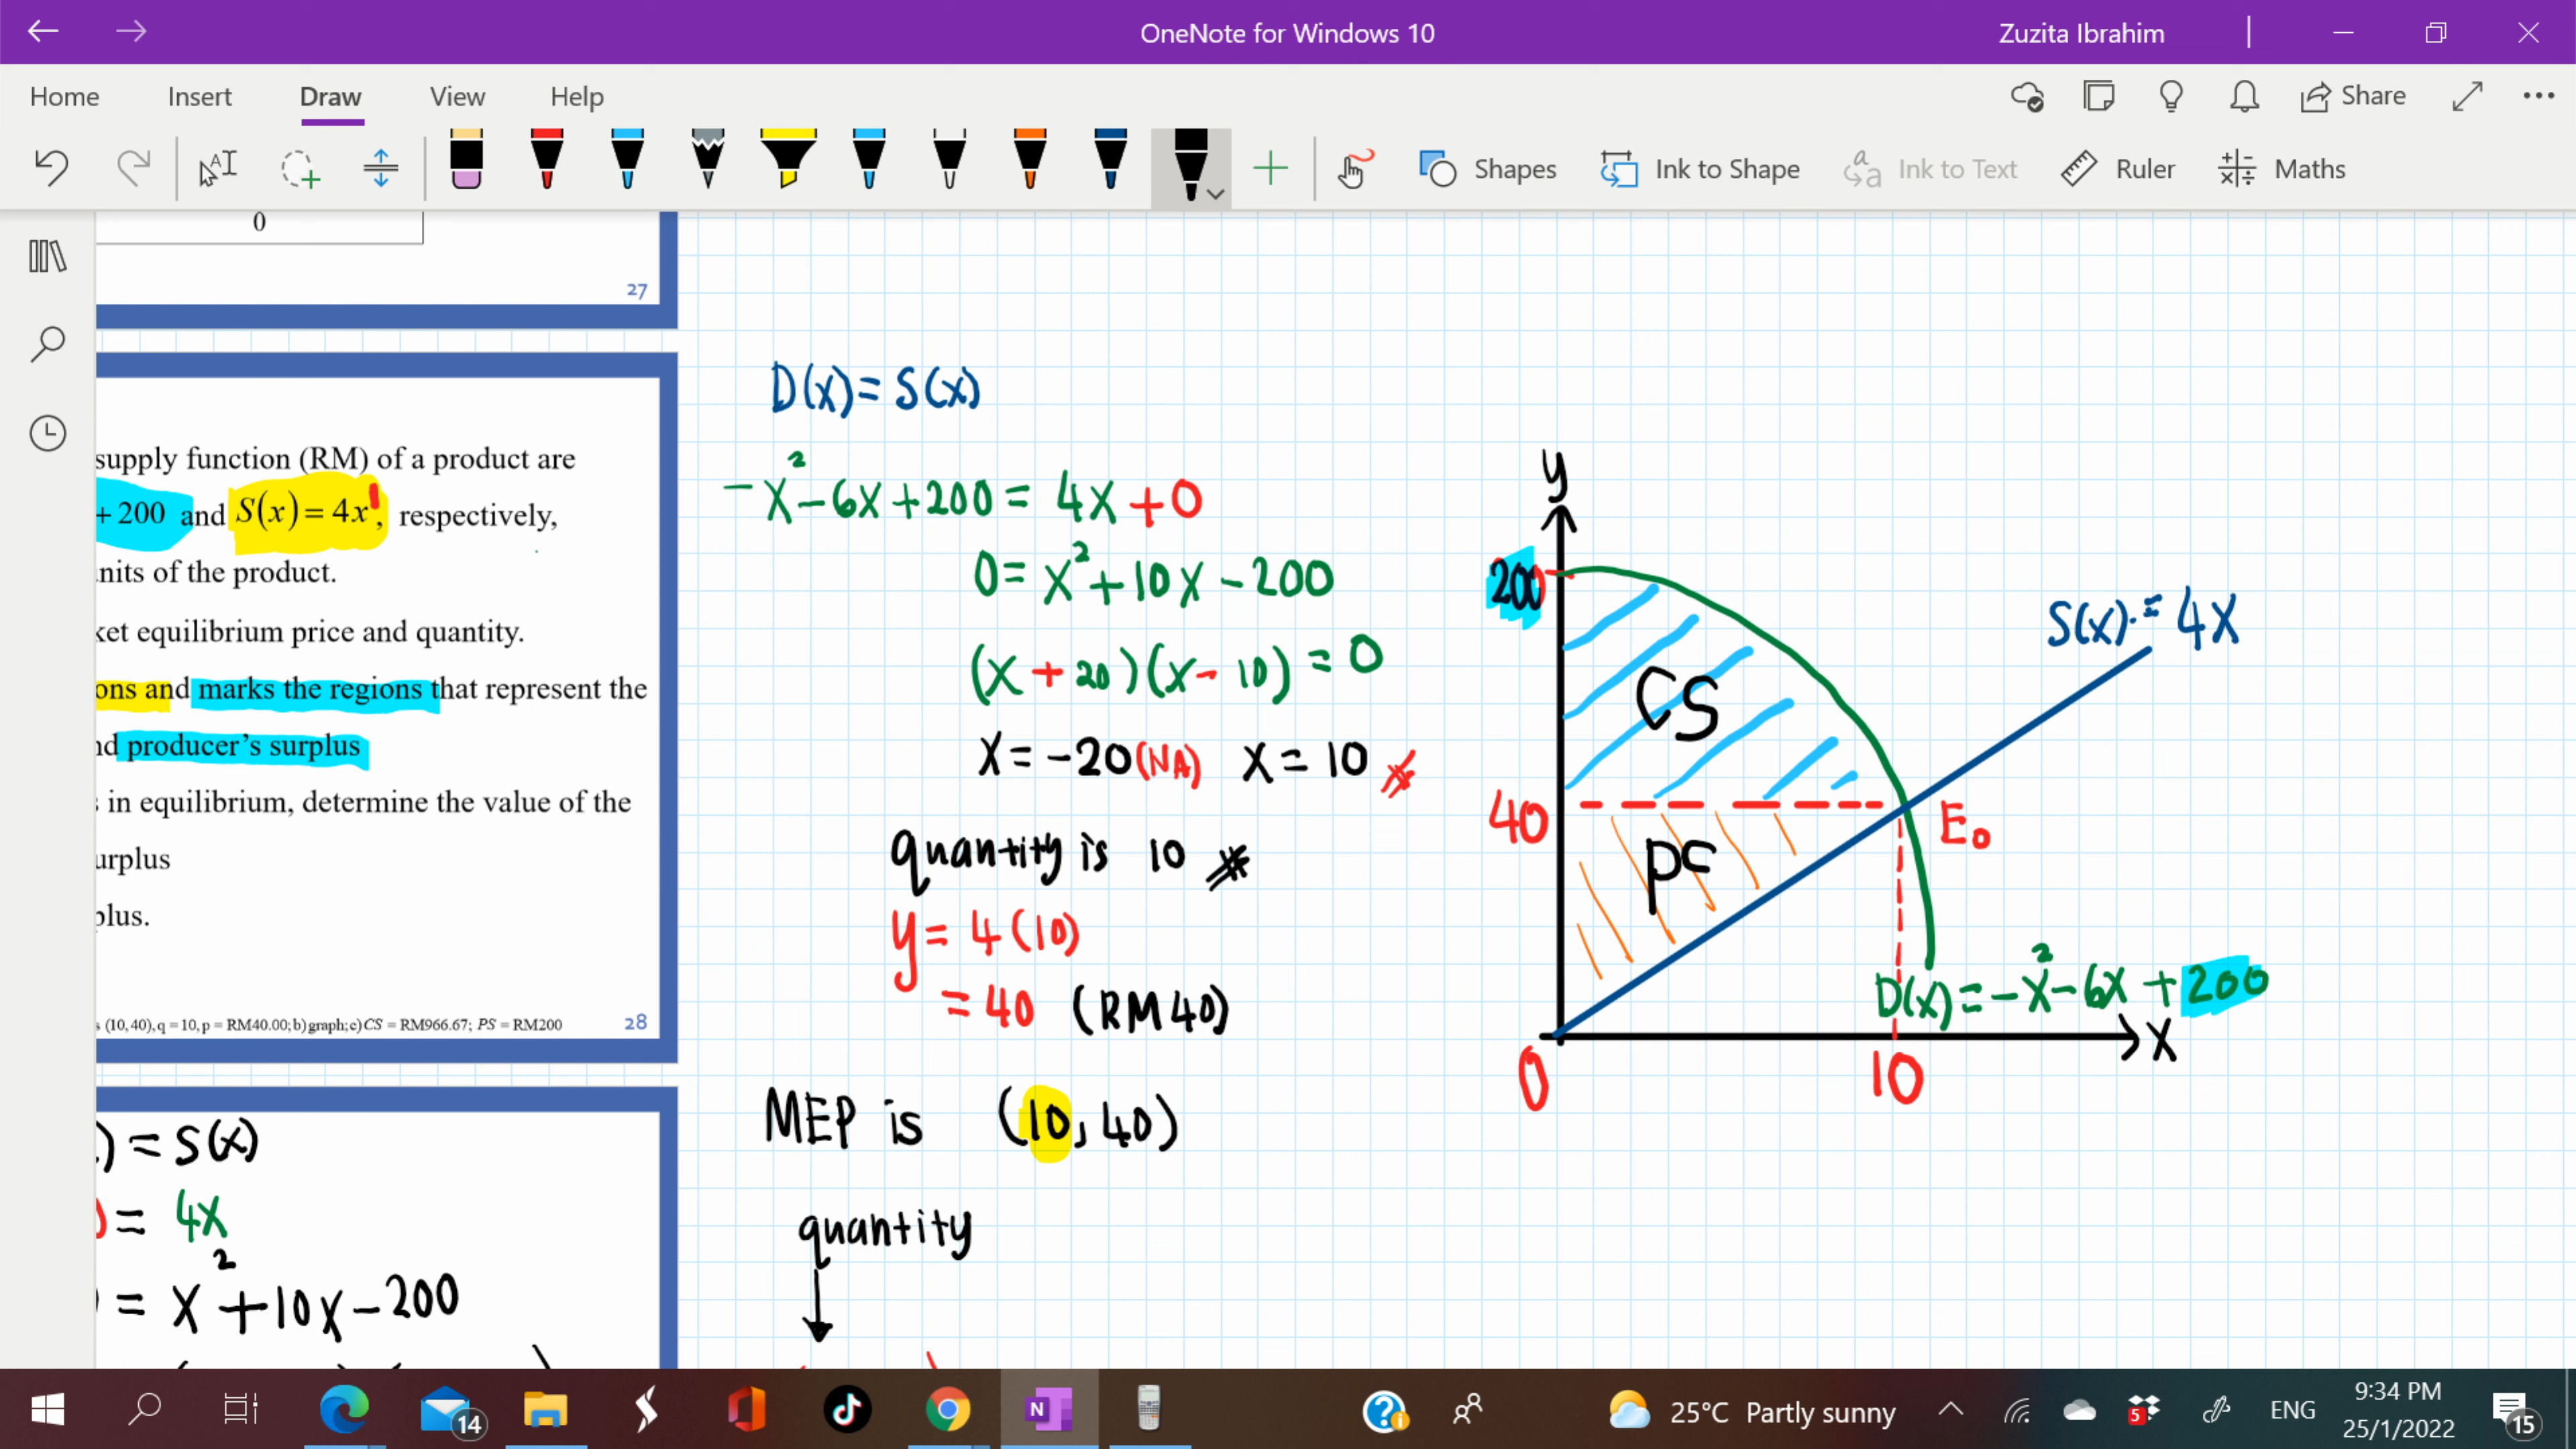 OneNote for Windows 10
Zuzita Ibrahim
Home Insert Draw View Help
Share
Shapes Ink to Shape Ink to Text Ruler Maths
0
27
supply function (RM) of a product are
+ 200 and S(x) = 4x¹, respectively,
nits of the product.
ket equilibrium price and quantity.
ons and marks the regions that represent the
nd producer's surplus
s in equilibrium, determine the value of the
urplus
plus.
s (10, 40), q = 10, p = RM40.00; b) graph; c) CS = RM966.67; PS = RM200
28
) = S(x)
0 = 4x
) = x² + 10x - 200
D(x) = S(x)
-x² - 6x + 200 = 4x + 0
0 = x² + 10x - 200
(x + 20)(x - 10) = 0
x = -20 (NA) x = 10
quantity is 10
y = 4(10)
= 40 (RM40)
MEP is (10, 40)
quantity
y
200
CS
S(x) = 4x
40
E₀
PS
D(x) = -x² - 6x + 200
x
0
10
14
25°C Partly sunny
5
ENG
9:34 PM
25/1/2022
15